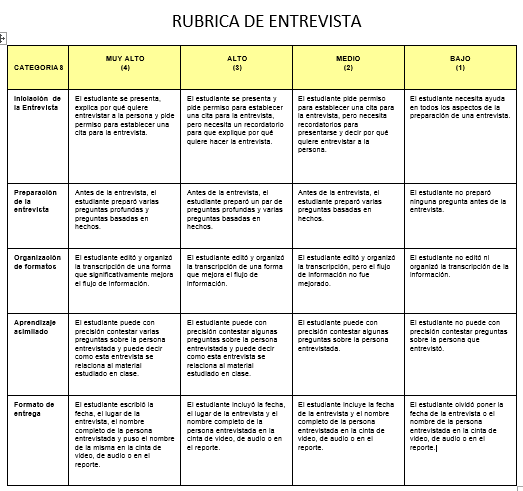 RUBRICA DE ENTREVISTA
CATEGORIAS
MUY ALTO
(4)
ALTO
(3)
MEDIO
(2)
BAJO
(1)
Iniciación de
la Entrevista
El estudiante se presenta,
explica por qué quiere
entrevistar a la persona y pide
permiso para establecer una
cita para la entrevista.
El estudiante se presenta y
pide permiso para establecer
una cita para la entrevista,
pero necesita un recordatorio
para que explique por qué
quiere hacer la entrevista.
El estudiante pide permiso
para establecer una cita para
la entrevista, pero necesita
recordatorios para
presentarse y decir por qué
quiere entrevistar a la
persona.
El estudiante necesita ayuda
en todos los aspectos de la
preparación de una entrevista.
Preparación
de la
entrevista
Antes de la entrevista, el
estudiante preparó varias
preguntas profundas y
preguntas basadas en
hechos.
Antes de la entrevista, el
estudiante preparó un par de
preguntas profundas y varias
preguntas basadas en
hechos.
Antes de la entrevista, el
estudiante preparó varias
preguntas basadas en
hechos.
El estudiante no preparó
ninguna pregunta antes de la
entrevista.
Organización
de formatos
El estudiante editó y organizó
la transcripción de una forma
que significativamente mejora
el flujo de información.
El estudiante editó y organizó
la transcripción de una forma
que mejora el flujo de
información.
El estudiante editó y organizó
la transcripción, pero el flujo
de información no fue
mejorado.
El estudiante no editó ni
organizó la transcripción de la
información.
Aprendizaje
asimilado
El estudiante puede con
precisión contestar varias
preguntas sobre la persona
entrevistada y puede decir
como esta entrevista se
relaciona al material
estudiado en clase.
El estudiante puede con
precisión contestar algunas
preguntas sobre la persona
entrevistada y puede decir
como esta entrevista se
relaciona al material
estudiado en clase.
El estudiante puede con
precisión contestar algunas
preguntas sobre la persona
entrevistada.
El estudiante no puede con
precisión contestar preguntas
sobre la persona que
entrevistó.
Formato de
entrega
El estudiante escribió la
fecha, el lugar de la
entrevista, el nombre
completo de la persona
entrevistada y puso el nombre
de la misma en la cinta de
video, de audio o en el
reporte.
El estudiante incluyó la fecha,
el lugar de la entrevista y el
nombre completo de la
persona entrevistada en la
cinta de video, de audio o en
el reporte.
El estudiante incluye la fecha
de la entrevista y el nombre
completo de la persona
entrevistada en la cinta de
video, de audio o en el
reporte.
El estudiante olvidó poner la
fecha de la entrevista o el
nombre de la persona
entrevistada en la cinta de
video, de audio o en el
reporte.